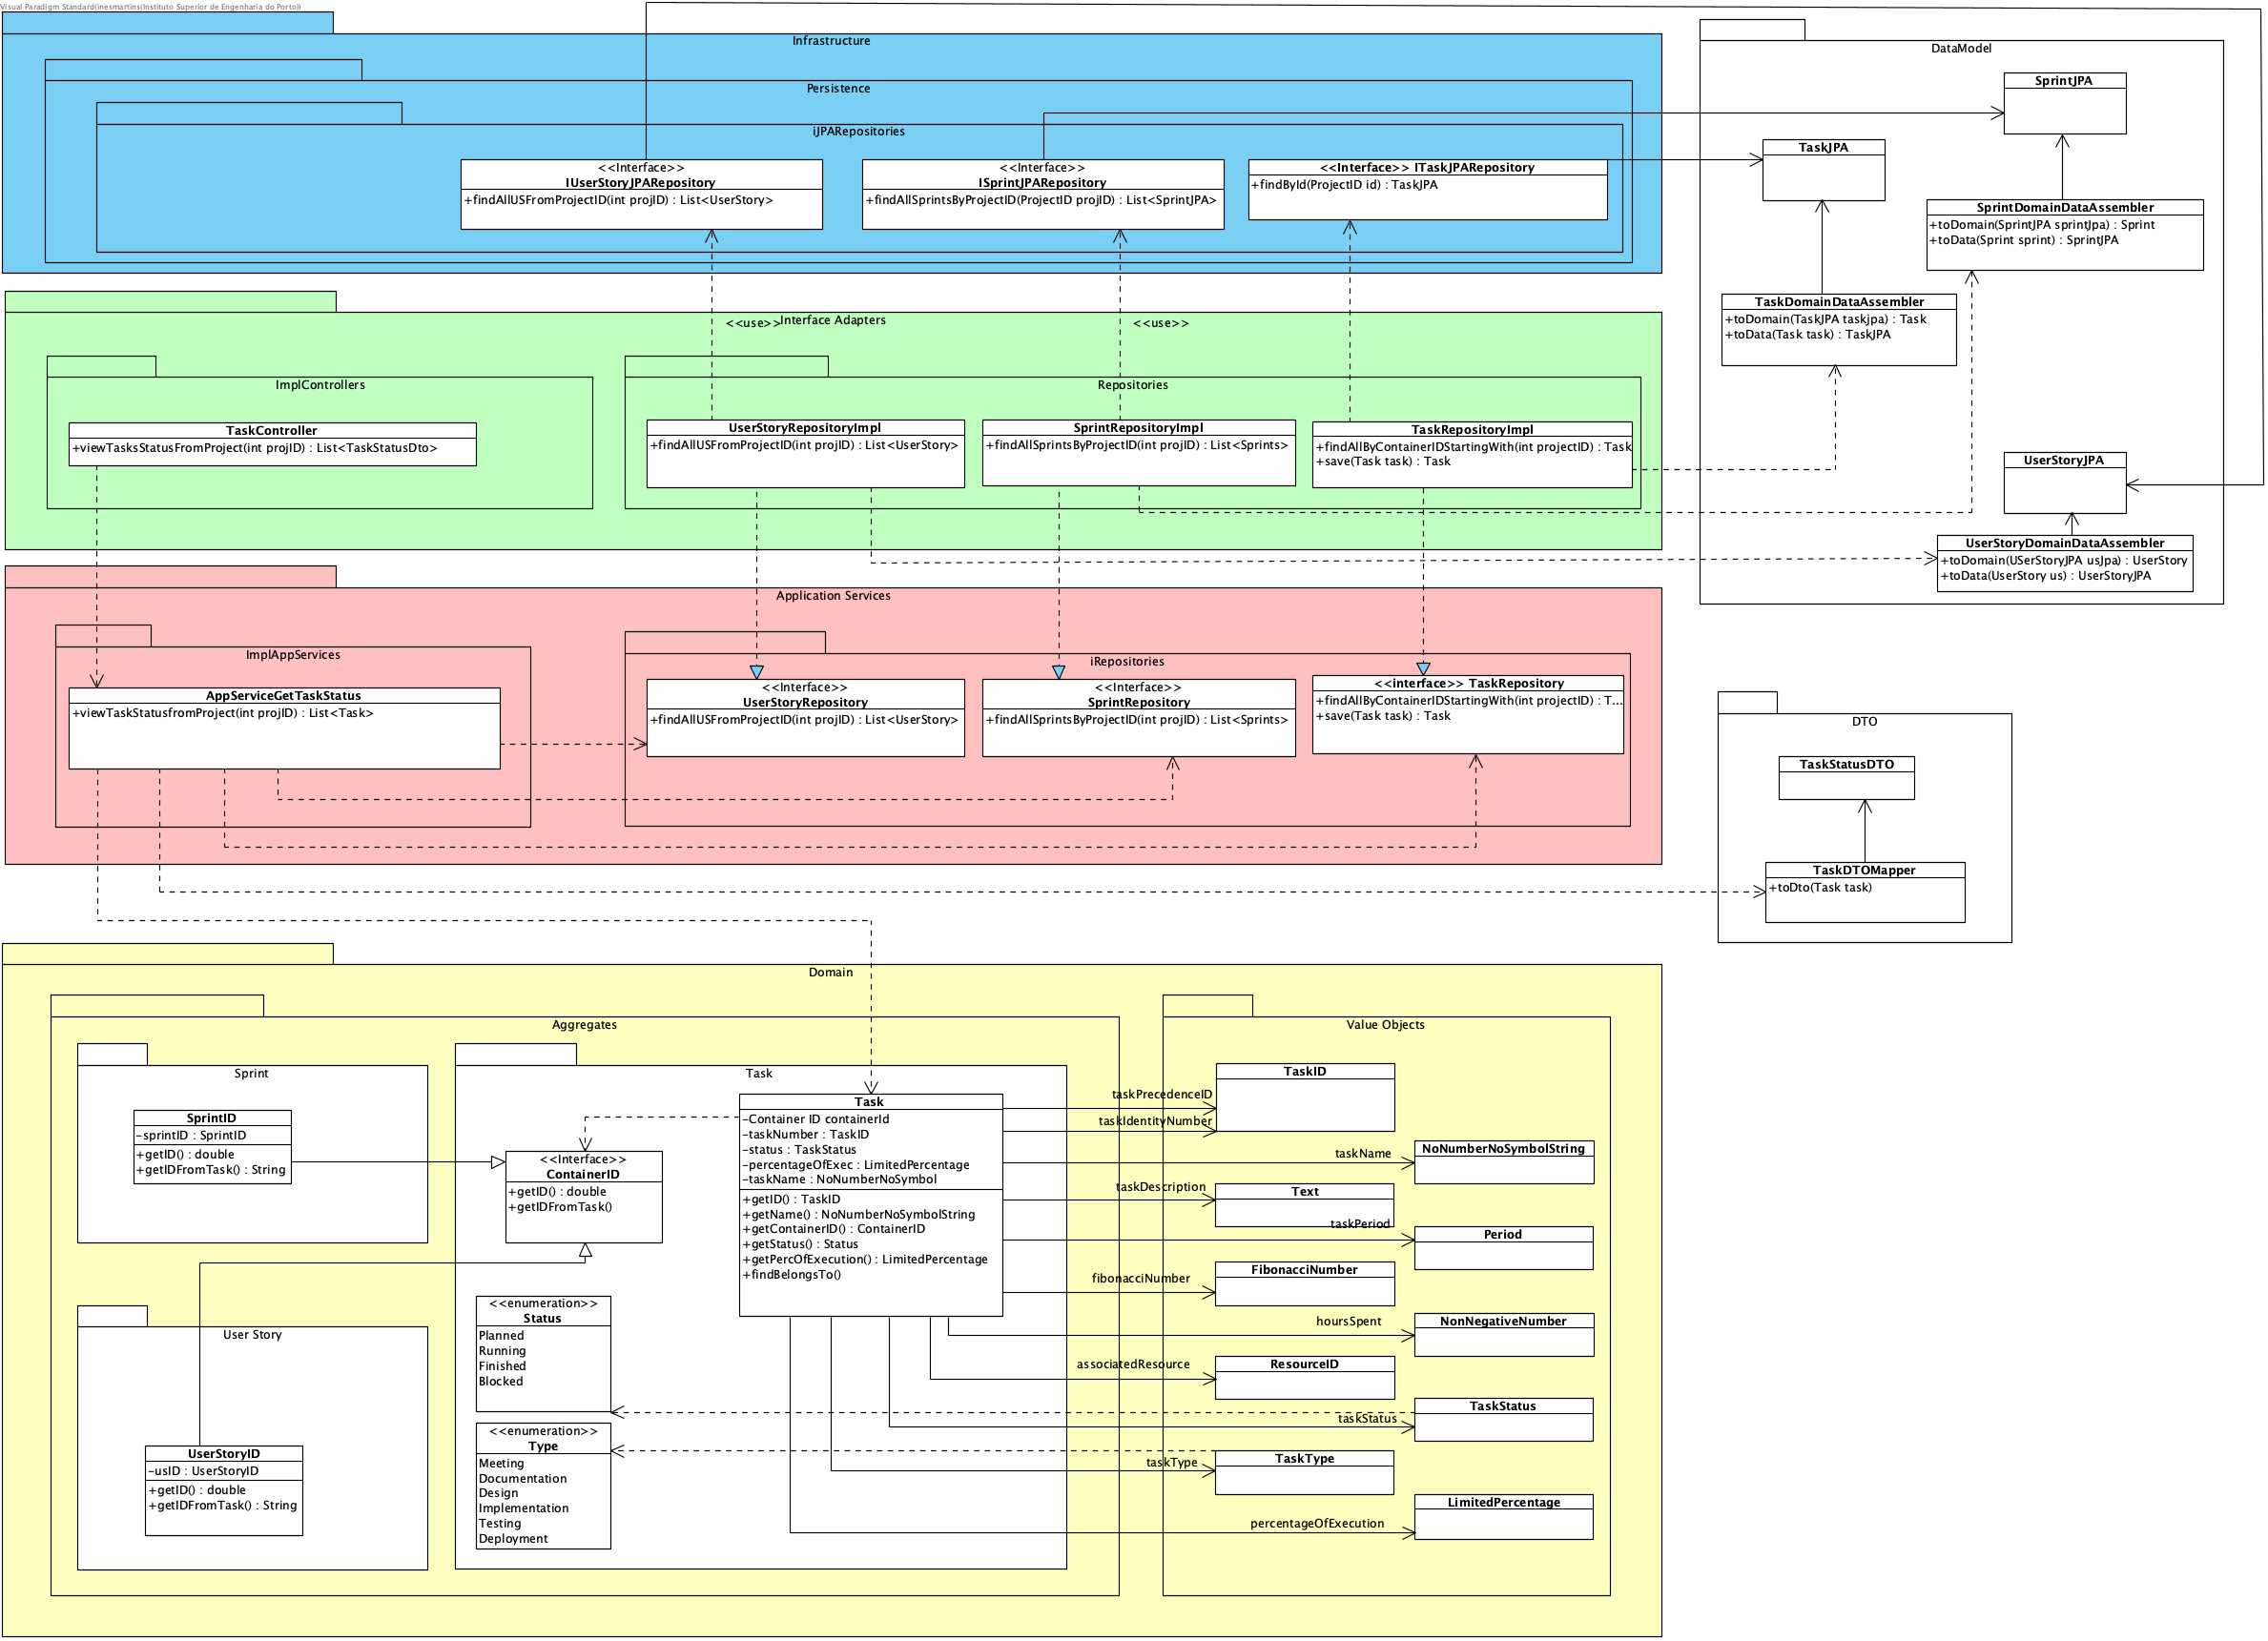 Visual Paradigm Standard(inesmartins(Instituto Superior de Engenharia do Porto))
Infrastructure
Persistence
iJPARepositories
<<Interface>>
IUserStoryJPARepository
+findAllUSFromProjectID(int projID) : List<UserStory>
<<Interface>>
ISprintJPARepository
+findAllSprintsByProjectID(ProjectID projID) : List<SprintJPA>
<<Interface>> ITaskJPARepository
+findById(ProjectID id) : TaskJPA
DataModel
SprintJPA
TaskJPA
SprintDomainDataAssembler
+toDomain(SprintJPA sprintJpa) : Sprint
+toData(Sprint sprint) : SprintJPA
TaskDomainDataAssembler
+toDomain(TaskJPA taskjpa) : Task
+toData(Task task) : TaskJPA
UserStoryJPA
UserStoryDomainDataAssembler
+toDomain(USerStoryJPA usJpa) : UserStory
+toData(UserStory us) : UserStoryJPA
Interface Adapters
<<use>>
<<use>>
ImplControllers
TaskController
+viewTasksStatusFromProject(int projID) : List<TaskStatusDto>
Repositories
UserStoryRepositoryImpl
+findAllUSFromProjectID(int projID) : List<UserStory>
SprintRepositoryImpl
+findAllSprintsByProjectID(int projID) : List<Sprints>
TaskRepositoryImpl
+findAllByContainerIDStartingWith(int projectID) : Task
+save(Task task) : Task
Application Services
ImplAppServices
AppServiceGetTaskStatus
+viewTaskStatusfromProject(int projID) : List<Task>
iRepositories
<<Interface>>
UserStoryRepository
+findAllUSFromProjectID(int projID) : List<UserStory>
<<Interface>>
SprintRepository
+findAllSprintsByProjectID(int projID) : List<Sprints>
<<interface>> TaskRepository
+findAllByContainerIDStartingWith(int projectID) : T...
+save(Task task) : Task
DTO
TaskStatusDTO
TaskDTOMapper
+toDto(Task task)
Domain
Aggregates
Sprint
SprintID
-sprintID : SprintID
+getID() : double
+getIDFromTask() : String
User Story
UserStoryID
-usID : UserStoryID
+getID() : double
+getIDFromTask() : String
Task
<<Interface>>
ContainerID
+getID() : double
+getIDFromTask()
Task
-Container ID containerId
-taskNumber : TaskID
-status : TaskStatus
-percentageOfExec : LimitedPercentage
-taskName : NoNumberNoSymbol
+getID() : TaskID
+getName() : NoNumberNoSymbolString
+getContainerID() : ContainerID
+getStatus() : Status
+getPercOfExecution() : LimitedPercentage
+findBelongsTo()
<<enumeration>>
Status
Planned
Running
Finished
Blocked
<<enumeration>>
Type
Meeting
Documentation
Design
Implementation
Testing
Deployment
Value Objects
TaskID
taskPrecedenceID
taskIdentityNumber
taskName
NoNumberNoSymbolString
taskDescription
Text
taskPeriod
Period
fibonacciNumber
FibonacciNumber
hoursSpent
NonNegativeNumber
associatedResource
ResourceID
taskStatus
TaskStatus
taskType
TaskType
percentageOfExecution
LimitedPercentage